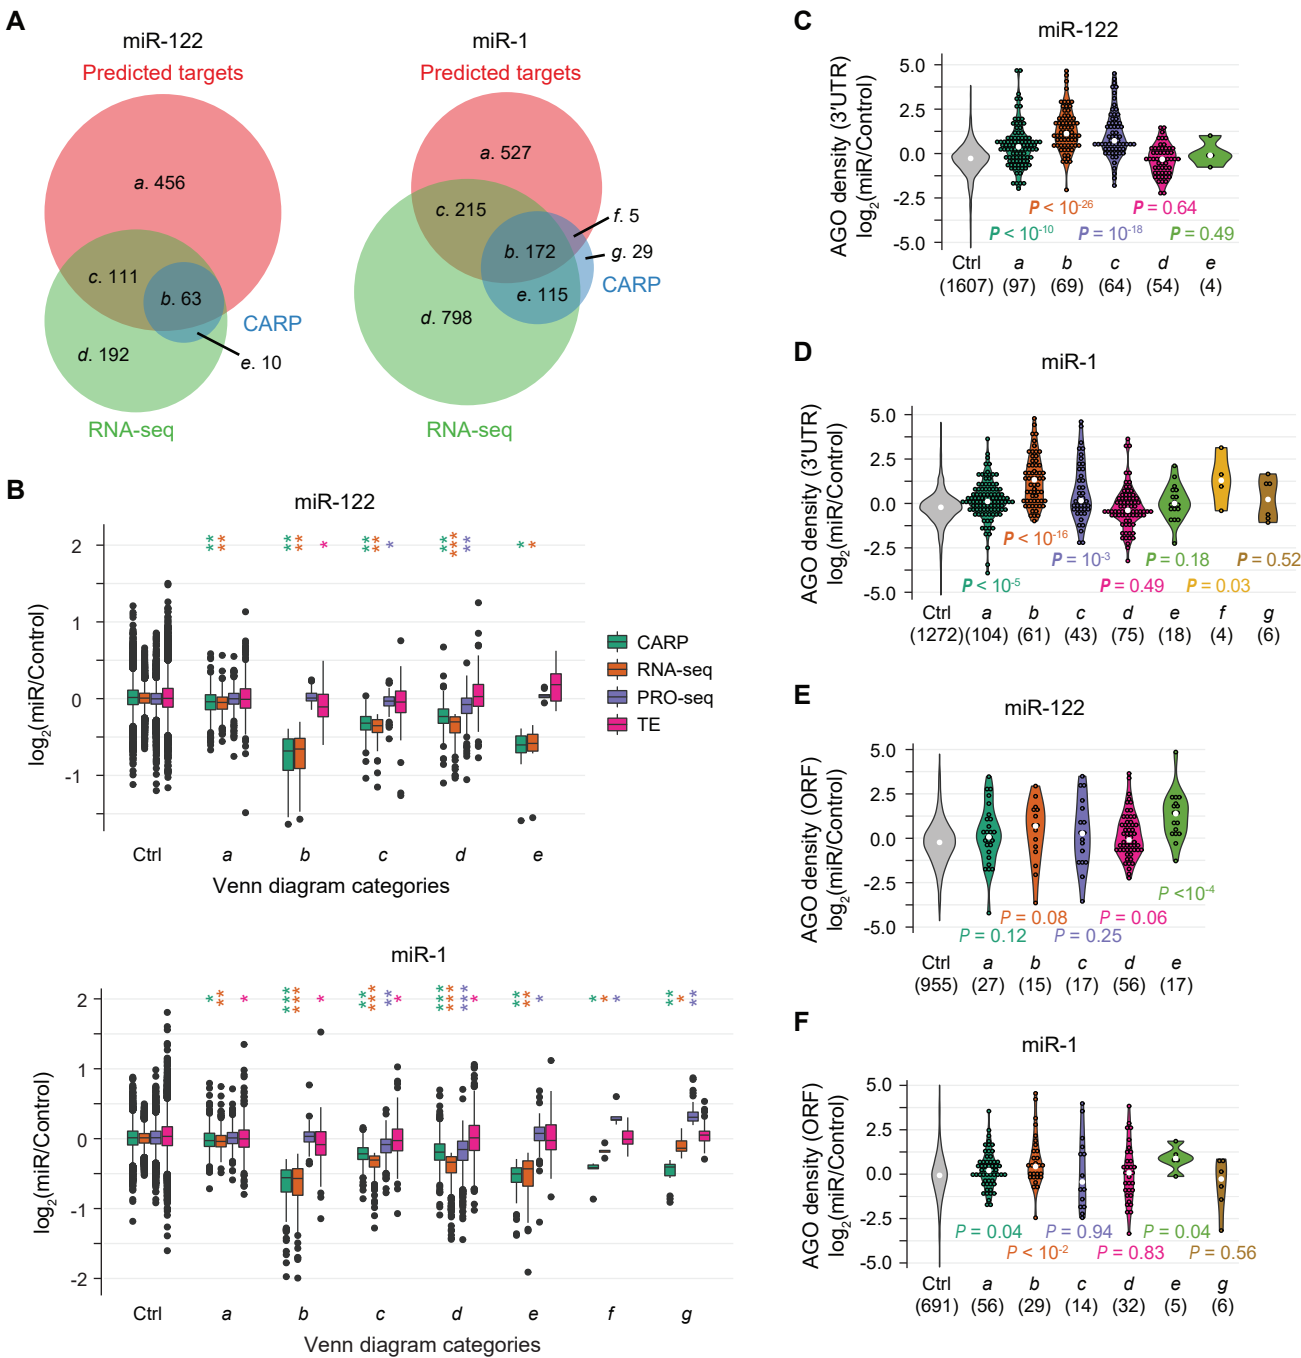 A
miR-122
Predicted targets
a. 456
c. 111
b. 63
CARP
d. 192
e. 10
RNA-seq
miR-1
Predicted targets
a. 527
c. 215
f. 5
b. 172
g. 29
CARP
e. 115
d. 798
RNA-seq
B
miR-122
log2(miR/Control)
2
1
0
-1
** ** ** ** * ** ** * ** *** ** * *
CARP
RNA-seq
PRO-seq
TE
Ctrl a b c d e
Venn diagram categories
miR-1
log2(miR/Control)
2
1
0
-1
-2
* ** * *** *** * ** *** ** * *** *** *** * ** ** * * * * ** * **
Ctrl a b c d e f g
Venn diagram categories
C
miR-122
AGO density (3′UTR)
log2(miR/Control)
5.0
2.5
0.0
-2.5
-5.0
P < 10-26
P = 0.64
P < 10-10
P = 10-18
P = 0.49
Ctrl a b c d e
(1607) (97) (69) (64) (54) (4)
D
miR-1
AGO density (3′UTR)
log2(miR/Control)
5.0
2.5
0.0
-2.5
-5.0
P < 10-16
P = 10-3
P = 0.18
P = 0.52
P < 10-5
P = 0.49
P = 0.03
Ctrl a b c d e f g
(1272) (104) (61) (43) (75) (18) (4) (6)
E
miR-122
AGO density (ORF)
log2(miR/Control)
5.0
2.5
0.0
-2.5
-5.0
P <10-4
P = 0.08
P = 0.06
P = 0.12
P = 0.25
Ctrl a b c d e
(955) (27) (15) (17) (56) (17)
F
miR-1
AGO density (ORF)
log2(miR/Control)
5.0
2.5
0.0
-2.5
-5.0
P = 0.04
P = 0.94
P = 0.04
P < 10-2
P = 0.83
P = 0.56
Ctrl a b c d e g
(691) (56) (29) (14) (32) (5) (6)